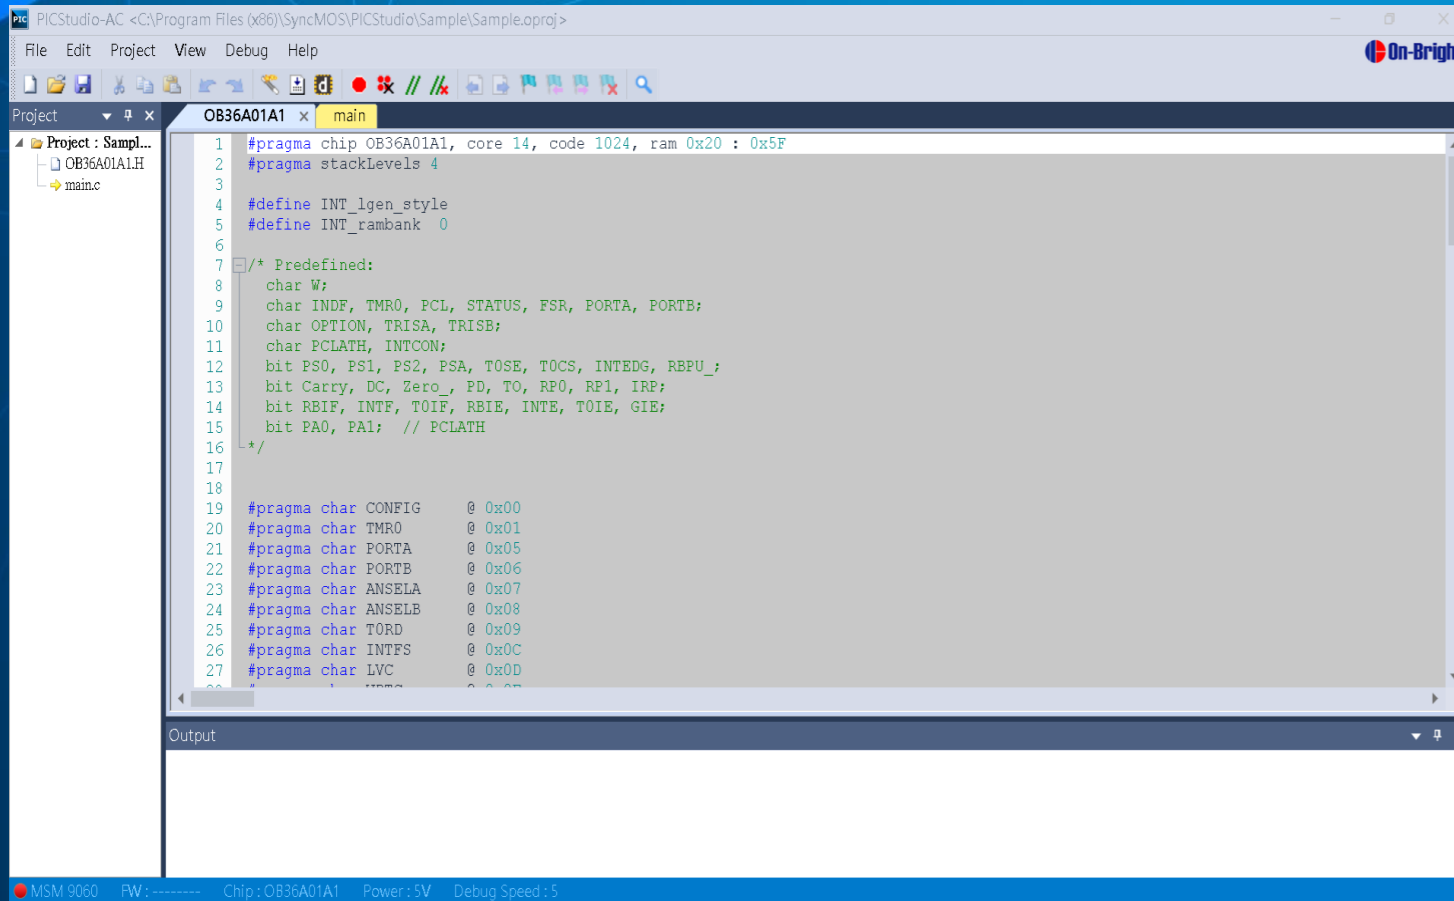 PICStudio-AC <C:\Program Files (x86)\SyncMOS\PICStudio\Sample\Sample.oproj>
File Edit Project View Debug Help
On-Brigh
Project
OB36A01A1 main
Project : Sampl...
OB36A01A1.H
main.c
1 #pragma chip OB36A01A1, core 14, code 1024, ram 0x20 : 0x5F
2 #pragma stackLevels 4
3
4 #define INT_lgen_style
5 #define INT_rambank 0
6
7 /* Predefined:
8 char W;
9 char INDF, TMR0, PCL, STATUS, FSR, PORTA, PORTB;
10 char OPTION, TRISA, TRISB;
11 char PCLATH, INTCON;
12 bit PS0, PS1, PS2, PSA, T0SE, T0CS, INTEDG, RBPU_;
13 bit Carry, DC, Zero_, PD, TO, RP0, RP1, IRP;
14 bit RBIF, INTF, T0IF, RBIE, INTE, T0IE, GIE;
15 bit PA0, PA1; // PCLATH
16 */
17
18
19 #pragma char CONFIG @ 0x00
20 #pragma char TMR0 @ 0x01
21 #pragma char PORTA @ 0x05
22 #pragma char PORTB @ 0x06
23 #pragma char ANSELA @ 0x07
24 #pragma char ANSELB @ 0x08
25 #pragma char T0RD @ 0x09
26 #pragma char INTFS @ 0x0C
27 #pragma char LVC @ 0x0D
Output
MSM 9060 FW : -------- Chip : OB36A01A1 Power : 5V Debug Speed : 5